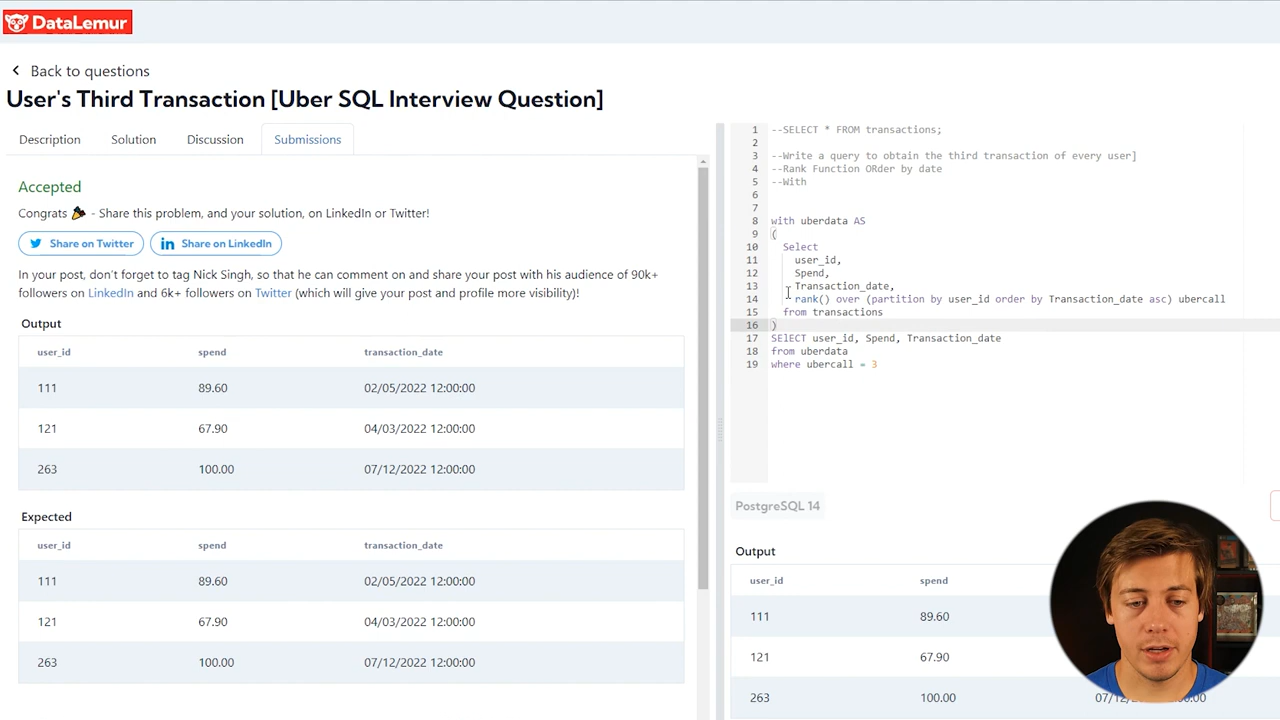 DataLemur
Back to questions
User's Third Transaction [Uber SQL Interview Question]
Description Solution Discussion Submissions
Accepted
Congrats 🎉 - Share this problem, and your solution, on LinkedIn or Twitter!
Share on Twitter Share on LinkedIn
In your post, don't forget to tag Nick Singh, so that he can comment on and share your post with his audience of 90k+
followers on LinkedIn and 6k+ followers on Twitter (which will give your post and profile more visibility)!
Output
user_id spend transaction_date
111 89.60 02/05/2022 12:00:00
121 67.90 04/03/2022 12:00:00
263 100.00 07/12/2022 12:00:00
Expected
user_id spend transaction_date
111 89.60 02/05/2022 12:00:00
121 67.90 04/03/2022 12:00:00
263 100.00 07/12/2022 12:00:00
1 --SELECT * FROM transactions;
2
3 --Write a query to obtain the third transaction of every user]
4 --Rank Function ORder by date
5 --With
6
7
8 with uberdata AS
9 (
10 Select
11 user_id,
12 Spend,
13 Transaction_date,
14 rank() over (partition by user_id order by Transaction_date asc) ubercall
15 from transactions
16 )
17 SElECT user_id, Spend, Transaction_date
18 from uberdata
19 where ubercall = 3
PostgreSQL 14
Output
user_id spend
111 89.60
121 67.90
263 100.00 07/12/2022 12:00:00